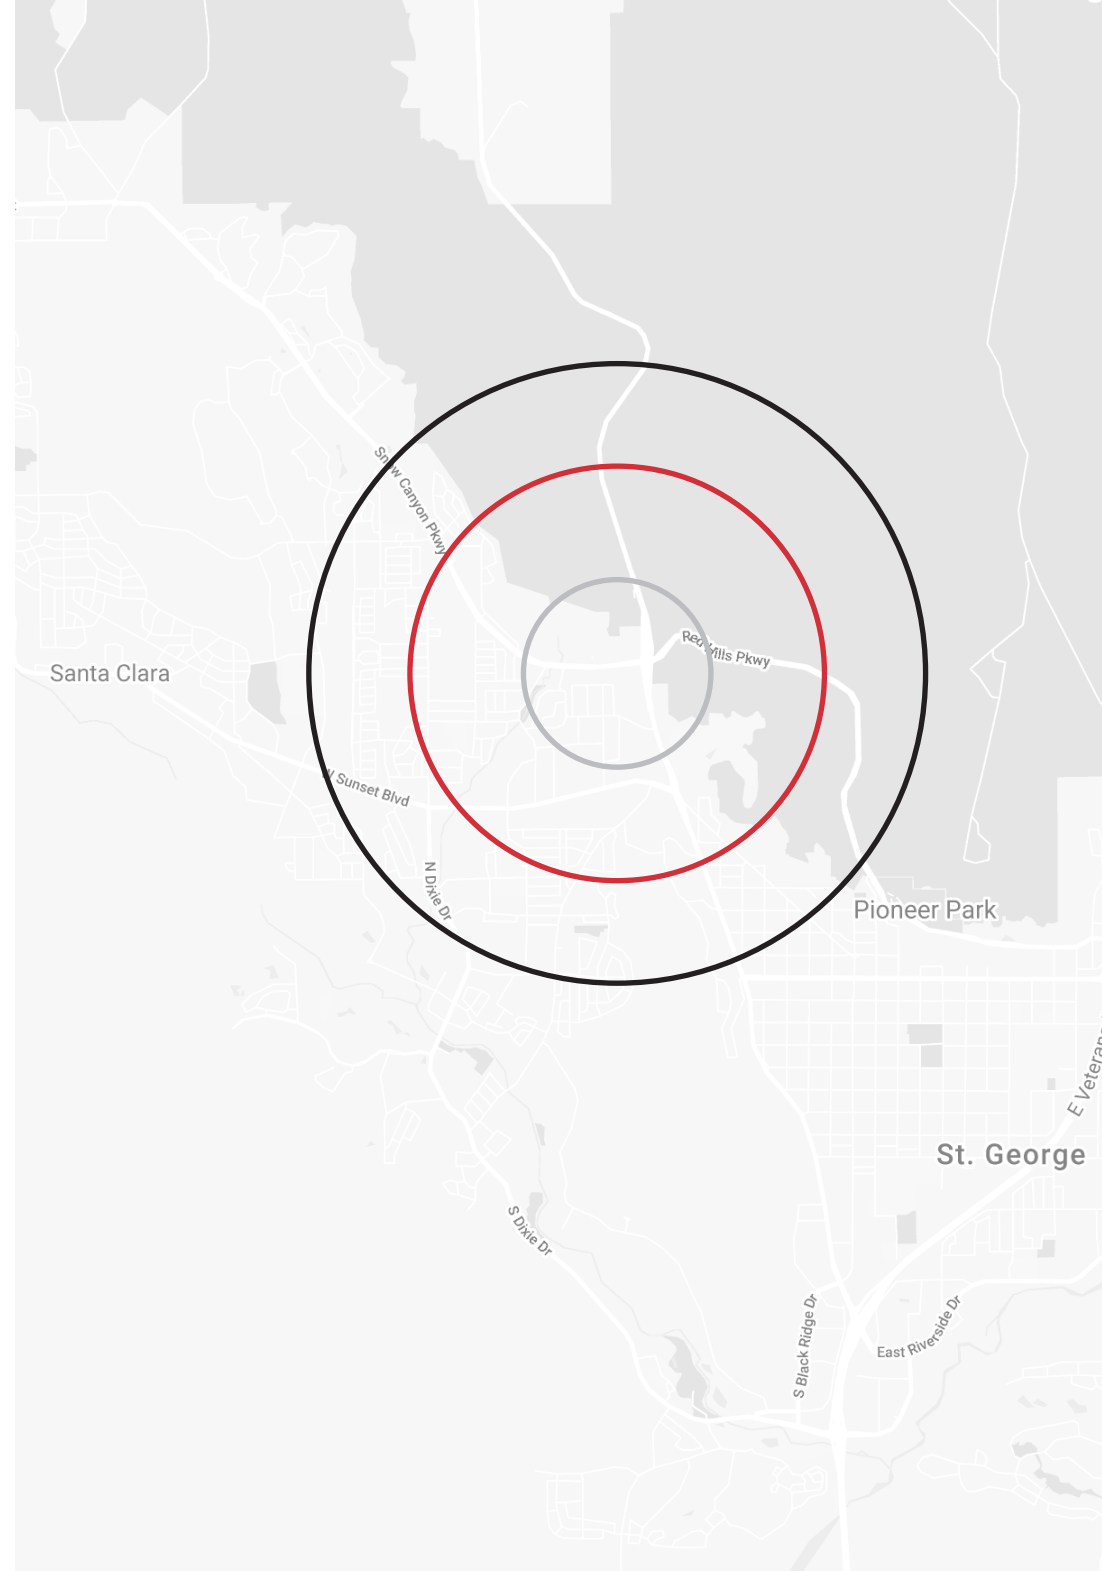 Snow Canyon Pkwy
Red Hills Pkwy
Santa Clara
N Sunset Blvd
N Dixie Dr
Pioneer Park
E Veterans
St. George
S Dixie Dr
S Black Ridge Dr
East Riverside Dr